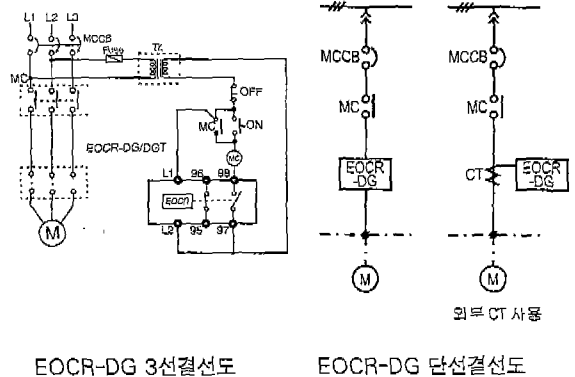 L1 L2 L3
MCCB
Fuse
Tr
MC
OFF
MC ON
EOCR-DG/DGT
MC
L1 96 98
EOCR
L2 95 97
M
MCCB
MC
EOCR
-DG
M
MCCB
MC
CT
EOCR
-DG
M
외부 CT 사용
EOCR-DG 3선결선도
EOCR-DG 단선결선도